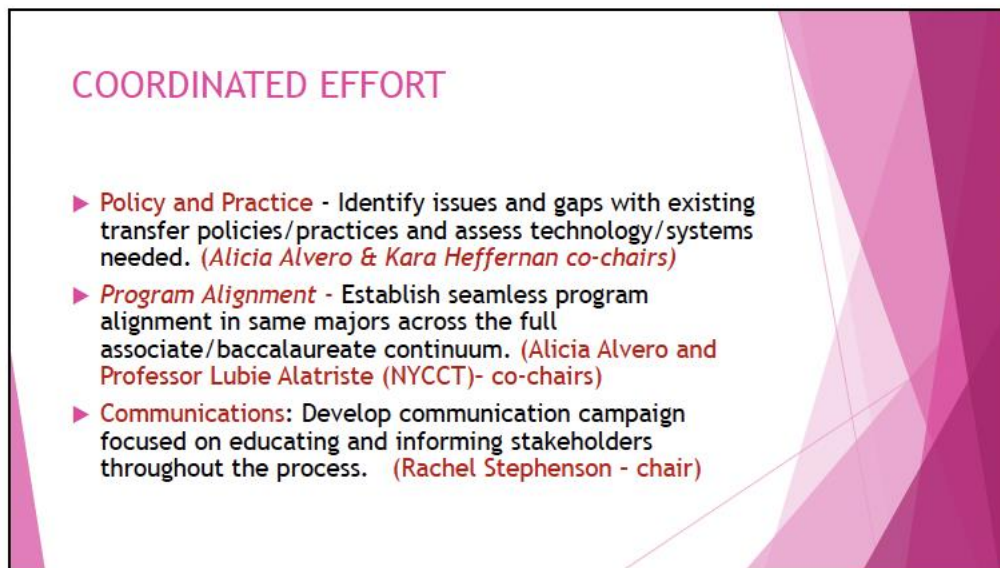 COORDINATED EFFORT
Policy and Practice - Identify issues and gaps with existing
transfer policies/practices and assess technology/systems
needed. (Alicia Alvero & Kara Heffernan co-chairs)
Program Alignment - Establish seamless program
alignment in same majors across the full
associate/baccalaureate continuum. (Alicia Alvero and
Professor Lubie Alatriste (NYCCT)– co-chairs)
Communications: Develop communication campaign
focused on educating and informing stakeholders
throughout the process. (Rachel Stephenson – chair)